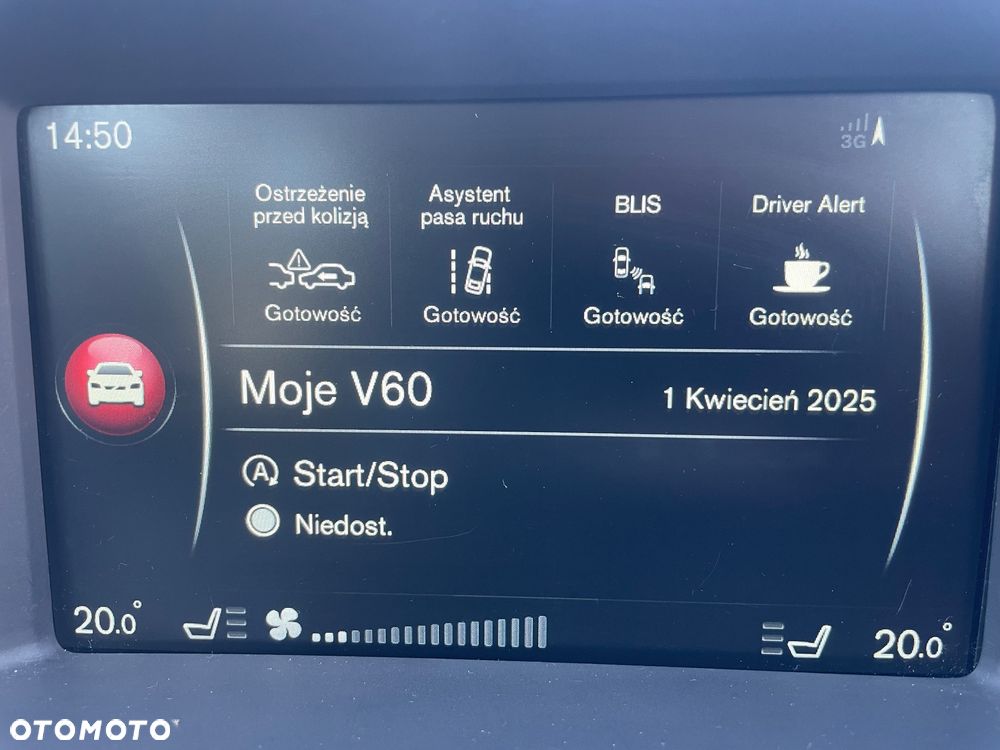 14:50
3G
Ostrzeżenie
przed kolizją
Gotowość
Asystent
pasa ruchu
Gotowość
BLIS
Gotowość
Driver Alert
Gotowość
Moje V60
1 Kwiecień 2025
A Start/Stop
Niedost.
20.0°
20.0°
OTOMOTO